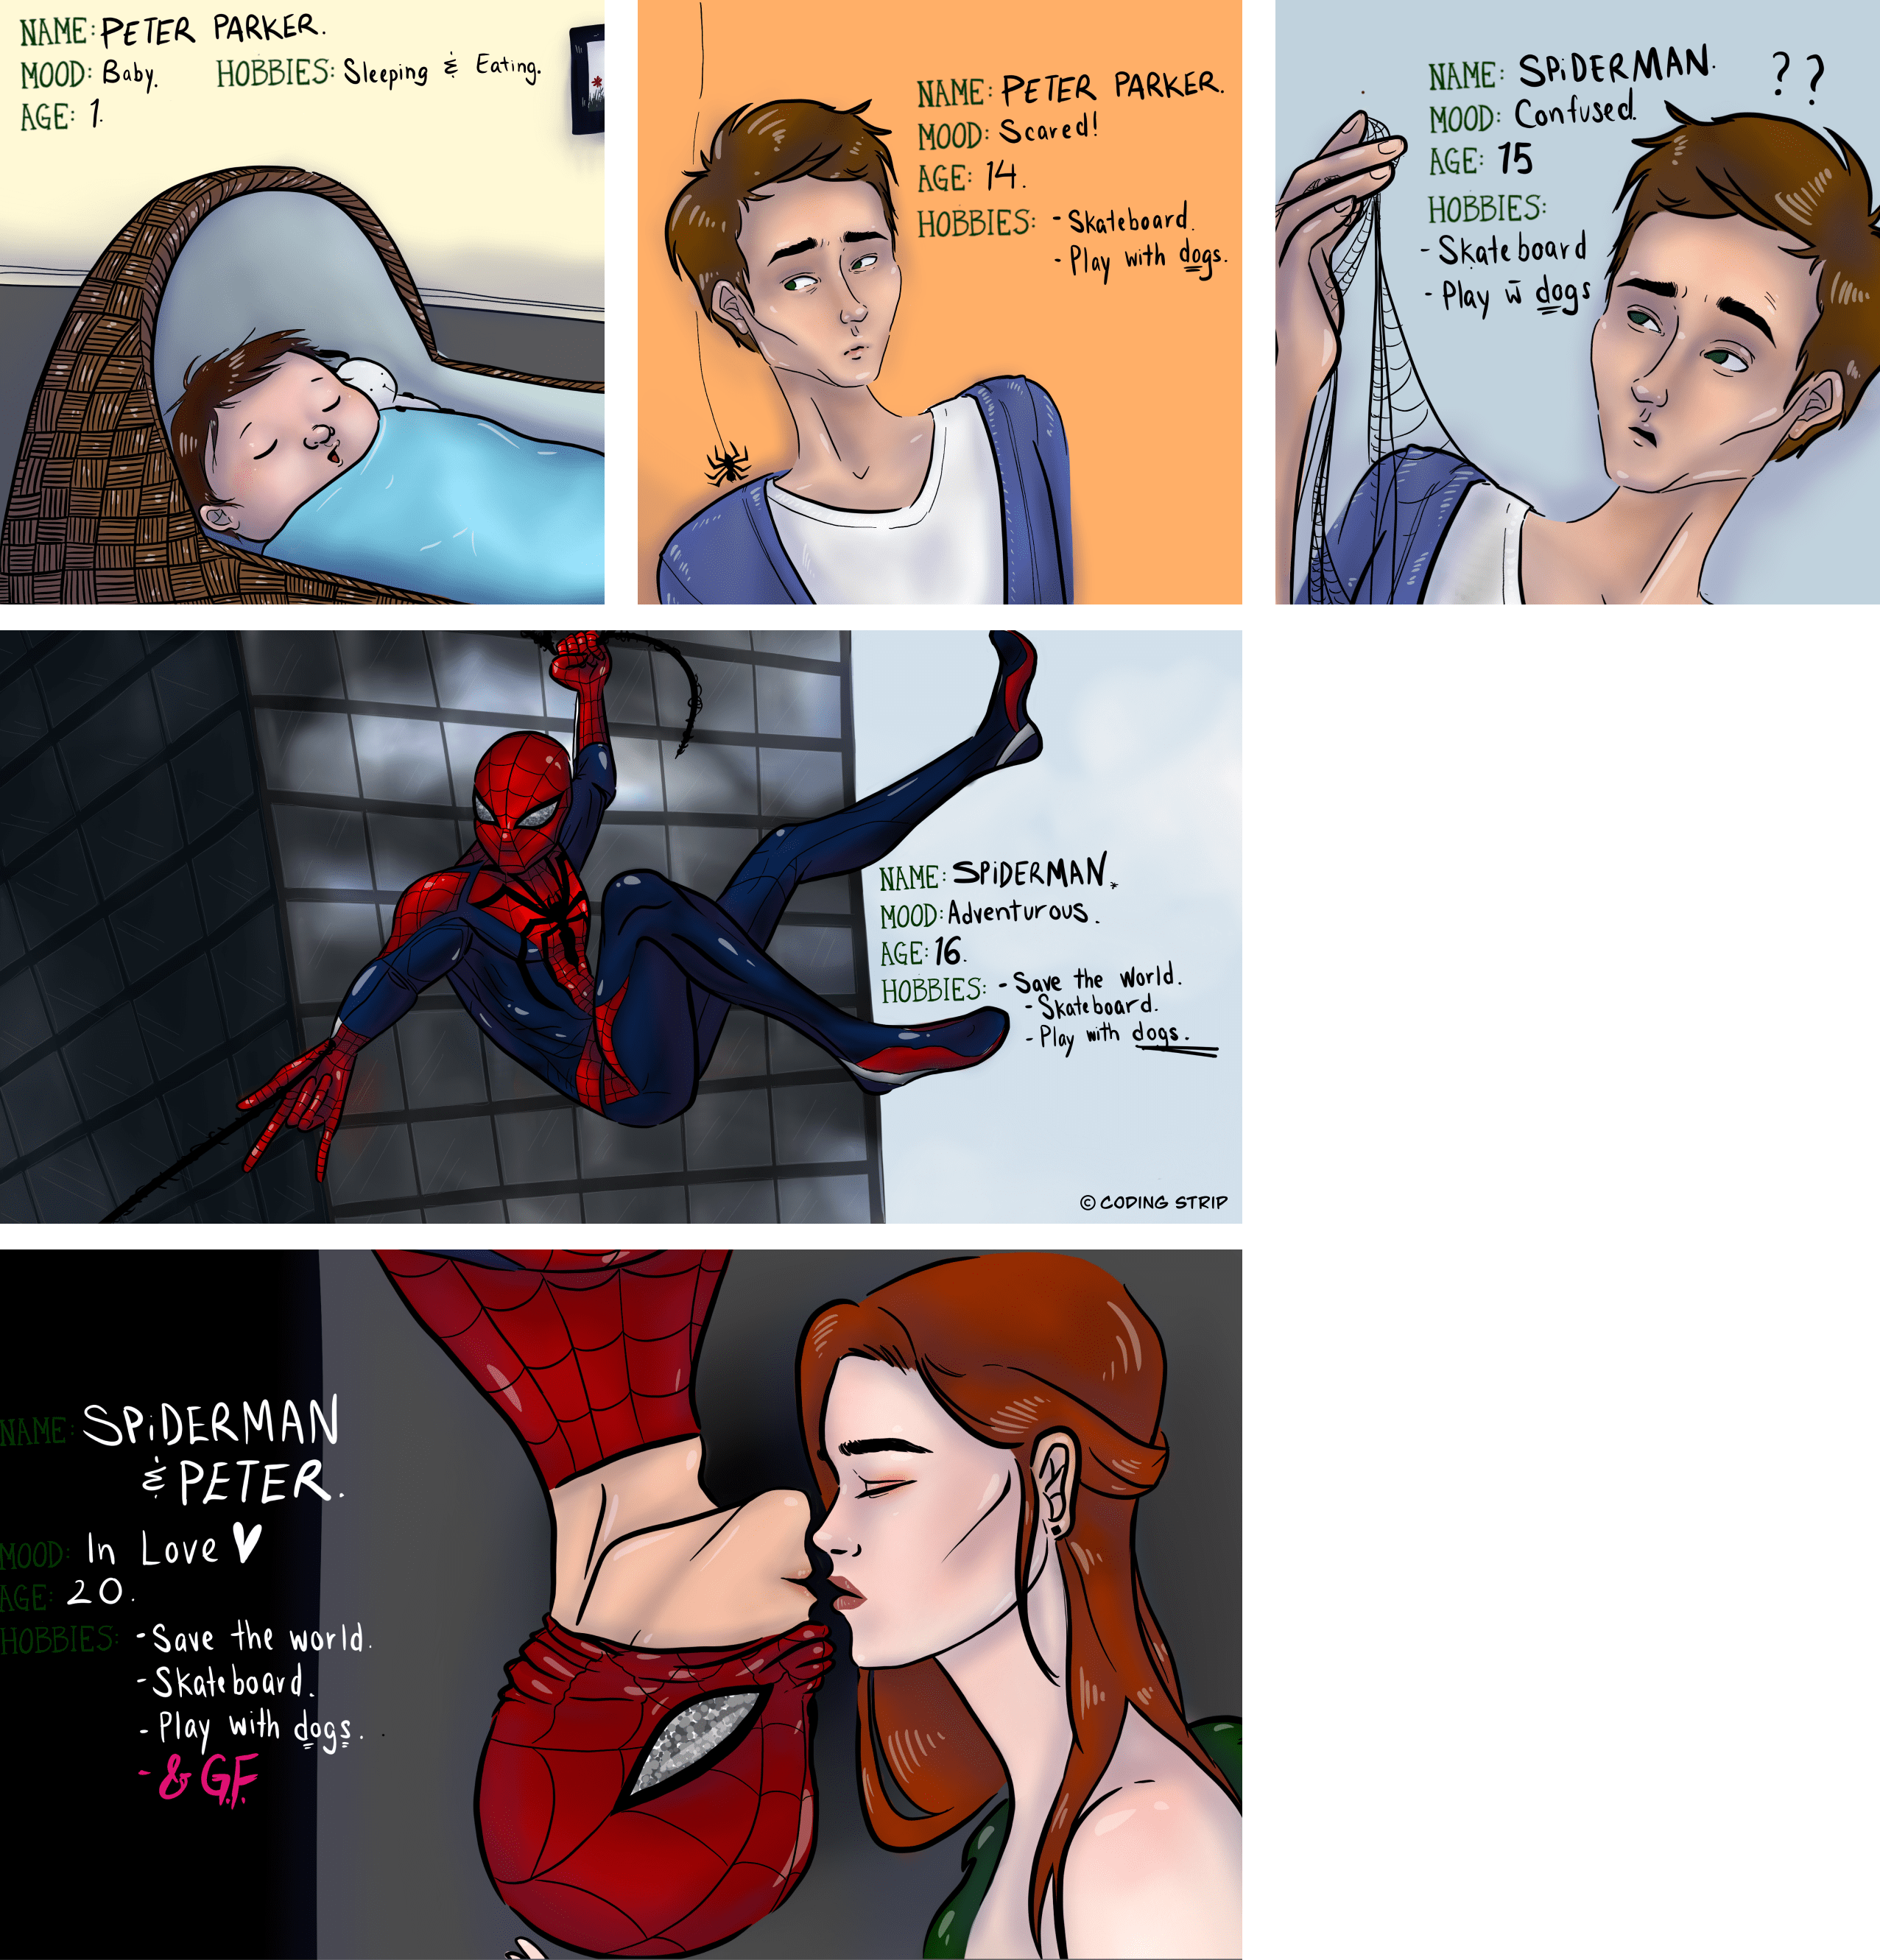 NAME: PETER PARKER.
MOOD: Baby. HOBBIES: Sleeping & Eating.
AGE: 1.
NAME: PETER PARKER.
MOOD: Scared!
AGE: 14.
HOBBIES: - Skateboard.
- Play with dogs.
NAME: SPiDERMAN.
MOOD: Confused.
AGE: 15
HOBBIES:
- Skateboard
- Play w̄ dogs
? ?
NAME: SPiDERMAN.
MOOD: Adventurous.
AGE: 16.
HOBBIES: - Save the World.
- Skateboard.
- Play with dogs.
© CODING STRIP
NAME: SPiDERMAN
& PETER.
MOOD: In Love ♥
AGE: 20.
HOBBIES: - Save the world.
- Skateboard.
- Play with dogs.
- & G.F.